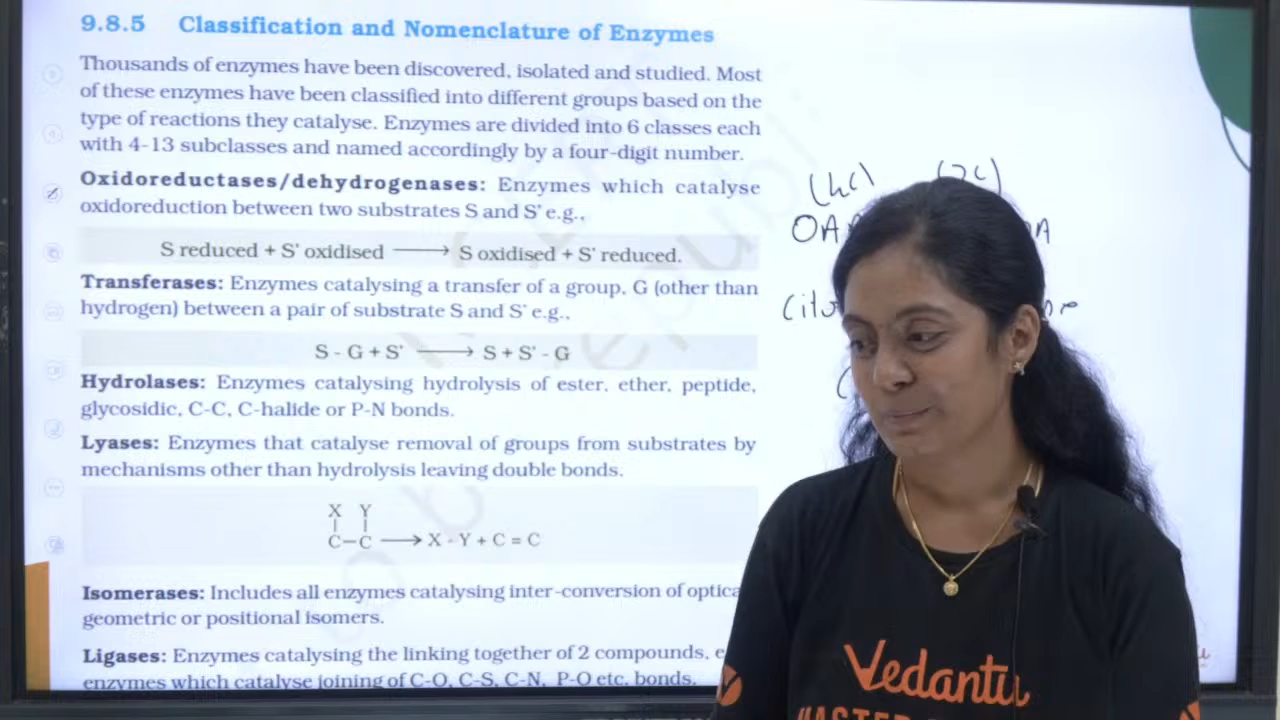 9.8.5 Classification and Nomenclature of Enzymes
Thousands of enzymes have been discovered, isolated and studied. Most
of these enzymes have been classified into different groups based on the
type of reactions they catalyse. Enzymes are divided into 6 classes each
with 4-13 subclasses and named accordingly by a four-digit number.
Oxidoreductases/dehydrogenases: Enzymes which catalyse
oxidoreduction between two substrates S and S' e.g.,
S reduced + S' oxidised ⟶ S oxidised + S' reduced.
Transferases: Enzymes catalysing a transfer of a group, G (other than
hydrogen) between a pair of substrate S and S' e.g.,
S - G + S' ⟶ S + S' - G
Hydrolases: Enzymes catalysing hydrolysis of ester, ether, peptide,
glycosidic, C-C, C-halide or P-N bonds.
Lyases: Enzymes that catalyse removal of groups from substrates by
mechanisms other than hydrolysis leaving double bonds.
X Y
C-C ⟶ X - Y + C = C
Isomerases: Includes all enzymes catalysing inter-conversion of
geometric or positional isomers.
Ligases: Enzymes catalysing the linking together of 2 compounds,
enzymes which catalyse joining of C-O, C-S, C-N, P-O etc. bonds.
(2C)
Vedantu
MASTER